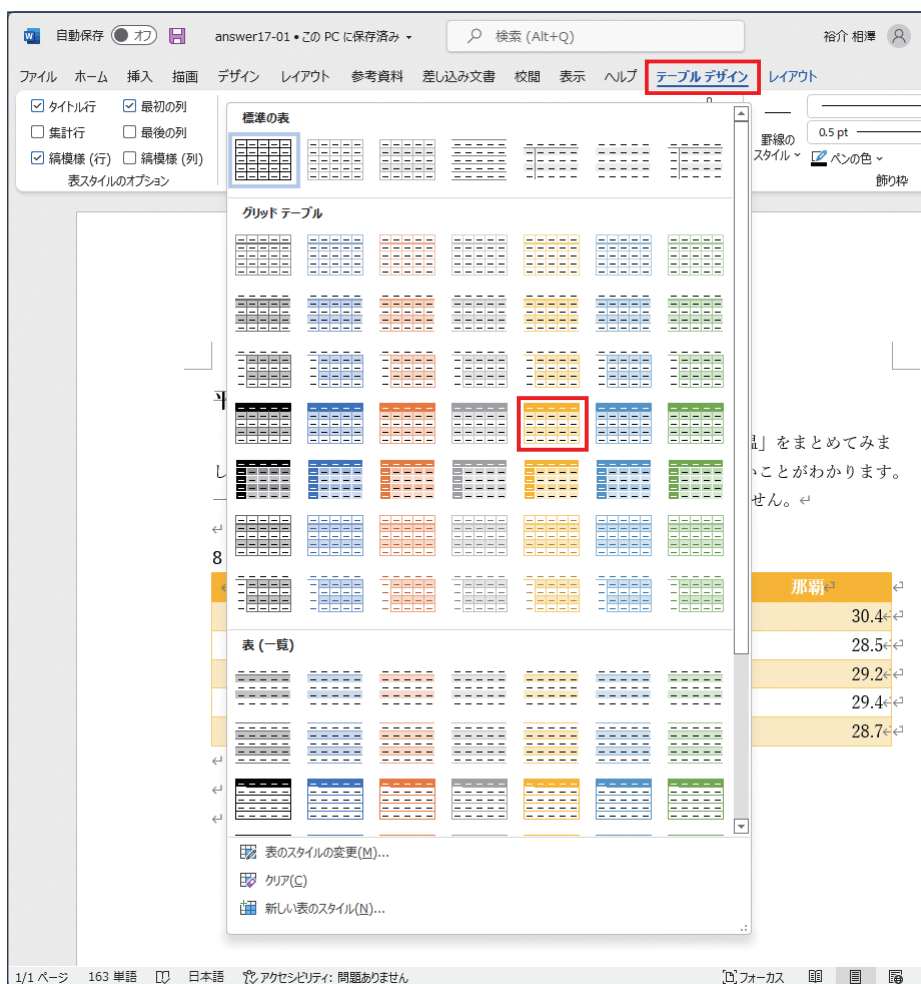 自動保存 オフ answer17-01 • この PC に保存済み 検索 (Alt+Q) 裕介 相澤
ファイル ホーム 挿入 描画 デザイン レイアウト 参考資料 差し込み文書 校閲 表示 ヘルプ テーブル デザイン レイアウト
タイトル行 最初の列
集計行 最後の列
縞模様 (行) 縞模様 (列)
表スタイルのオプション
標準の表
グリッド テーブル
表 (一覧)
表のスタイルの変更(M)...
クリア(C)
新しい表のスタイル(N)...
罫線の
スタイル
0.5 pt
ペンの色
飾り枠
」をまとめてみま
し
いことがわかります。
せん。
8
那覇
30.4
28.5
29.2
29.4
28.7
1/1 ページ 163 単語 日本語 アクセシビリティ: 問題ありません フォーカス